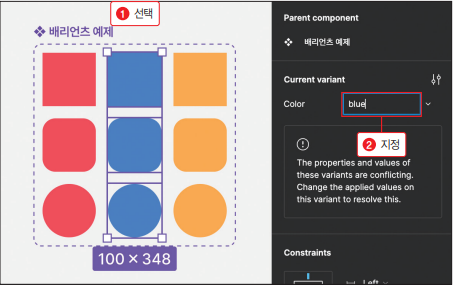 1 선택
배리언츠 예제
100 × 348
Parent component
배리언츠 예제
Current variant
Color
blue
2 지정
The properties and values of
these variants are conflicting.
Change the applied values on
this variant to resolve this.
Constraints
Left